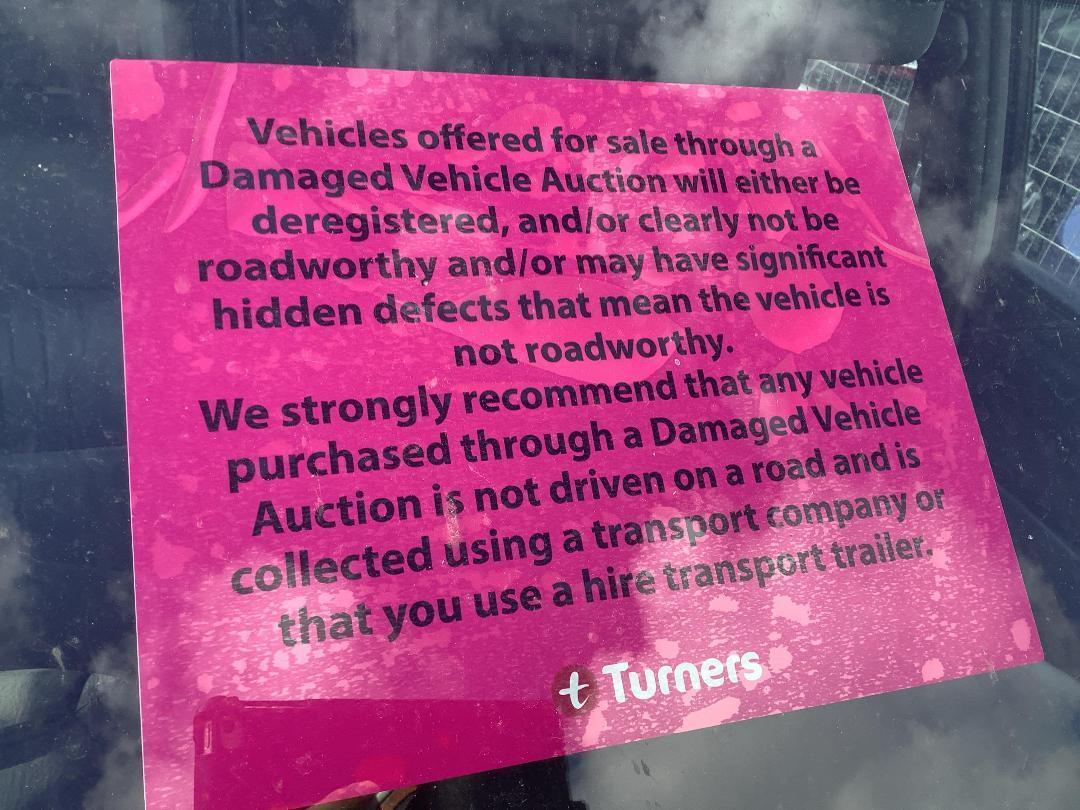 Vehicles offered for sale through a
Damaged Vehicle Auction will either be
deregistered, and/or clearly not be
roadworthy and/or may have significant
hidden defects that mean the vehicle is
not roadworthy.
We strongly recommend that any vehicle
purchased through a Damaged Vehicle
Auction is not driven on a road and is
collected using a transport company or
that you use a hire transport trailer.
t Turners